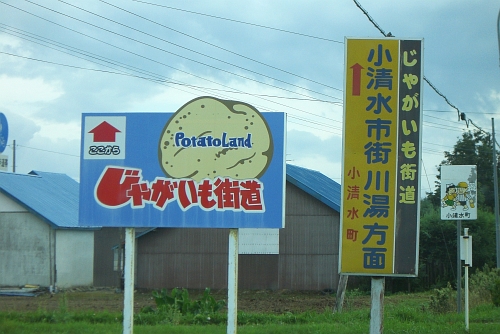 PotatoLand
ここから
じゃがいも街道
じゃがいも街道
小清水市街川湯方面
小清水町
小清水町